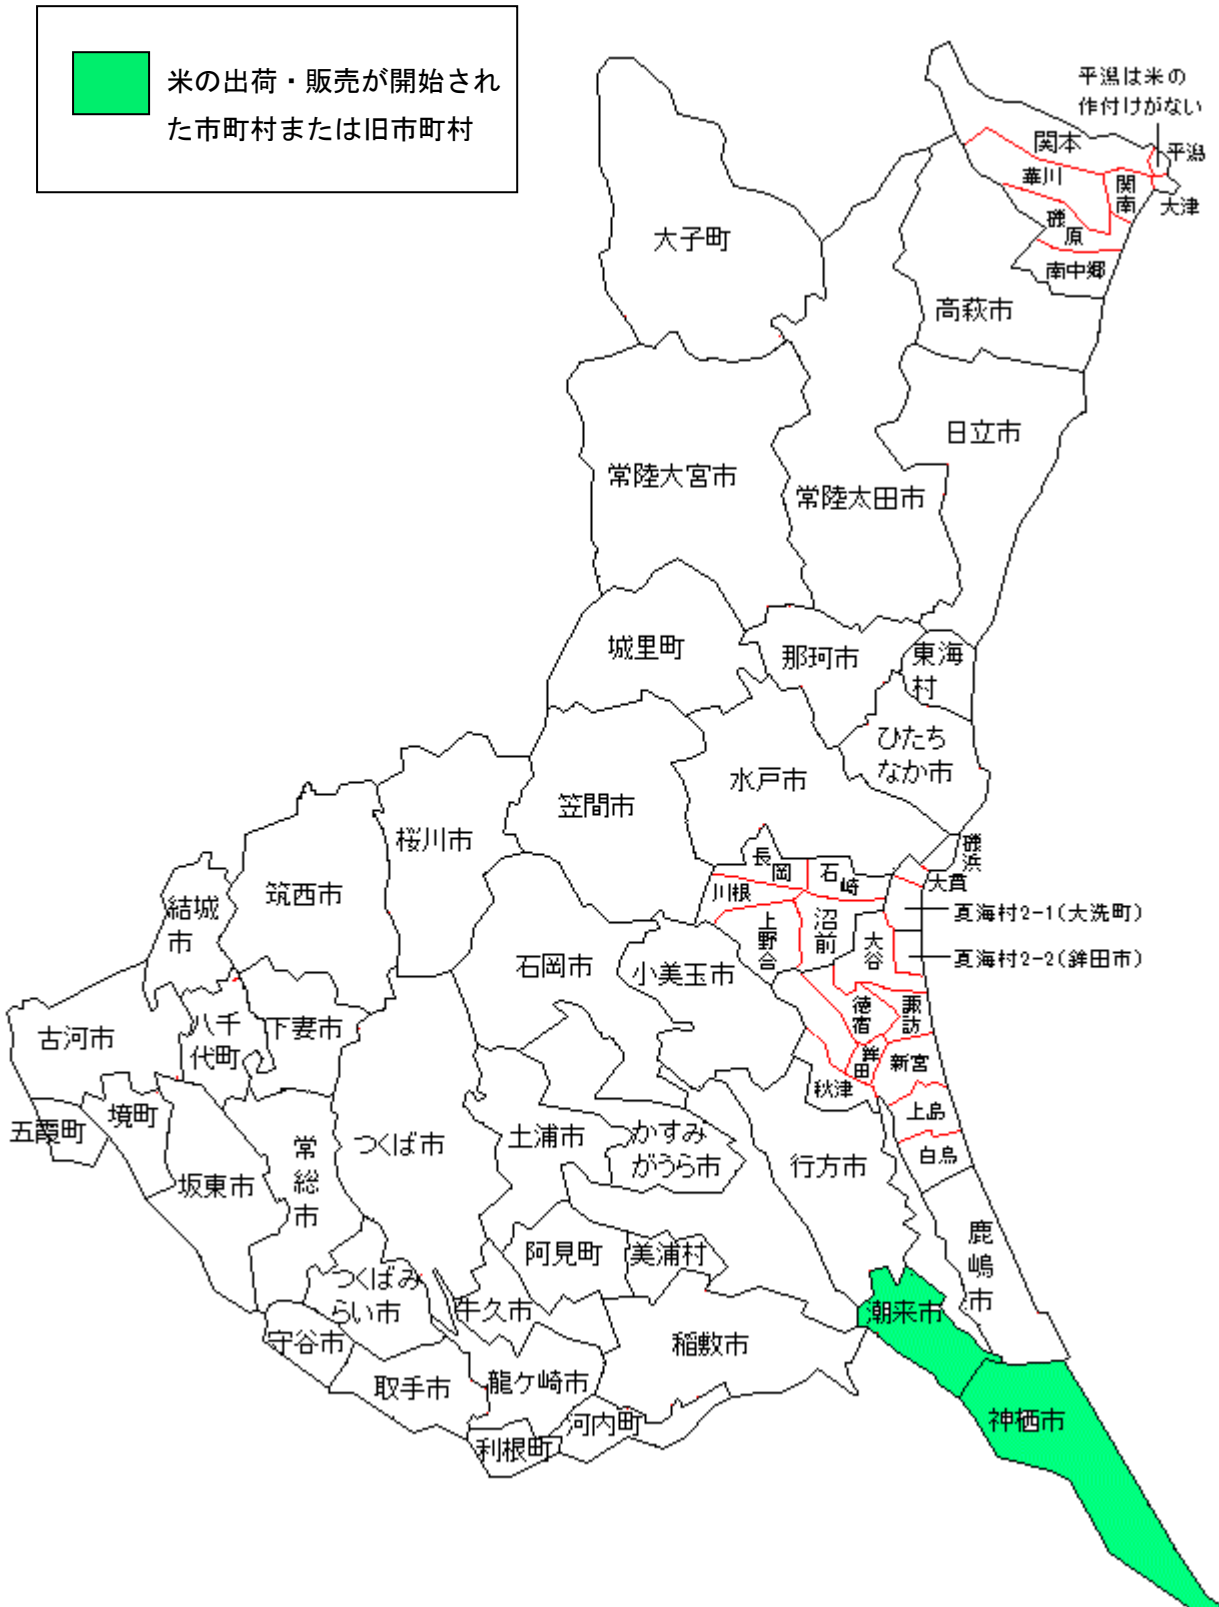 米の出荷・販売が開始され
た市町村または旧市町村
平潟は米の
作付けがない
関本
平潟
華川
関
南
大津
磯
原
南中郷
大子町
高萩市
日立市
常陸大宮市
常陸太田市
城里町
那珂市
東海
村
ひたち
なか市
水戸市
笠間市
桜川市
筑西市
結城
市
長
岡
石
崎
磯
浜
大貫
川根
夏海村2-1(大洗町)
上
野
合
沼
前
大
谷
夏海村2-2(鉾田市)
石岡市
小美玉市
徳
宿
諏
訪
古河市
八千
代町
下妻市
鉾
田
新宮
秋津
上島
白鳥
五霞町
境町
坂東市
常
総
市
つくば市
土浦市
かすみ
がうら市
行方市
鹿
嶋
市
阿見町
美浦村
つくばみ
らい市
牛久市
潮来市
守谷市
稲敷市
取手市
龍ケ崎市
河内町
利根町
神栖市